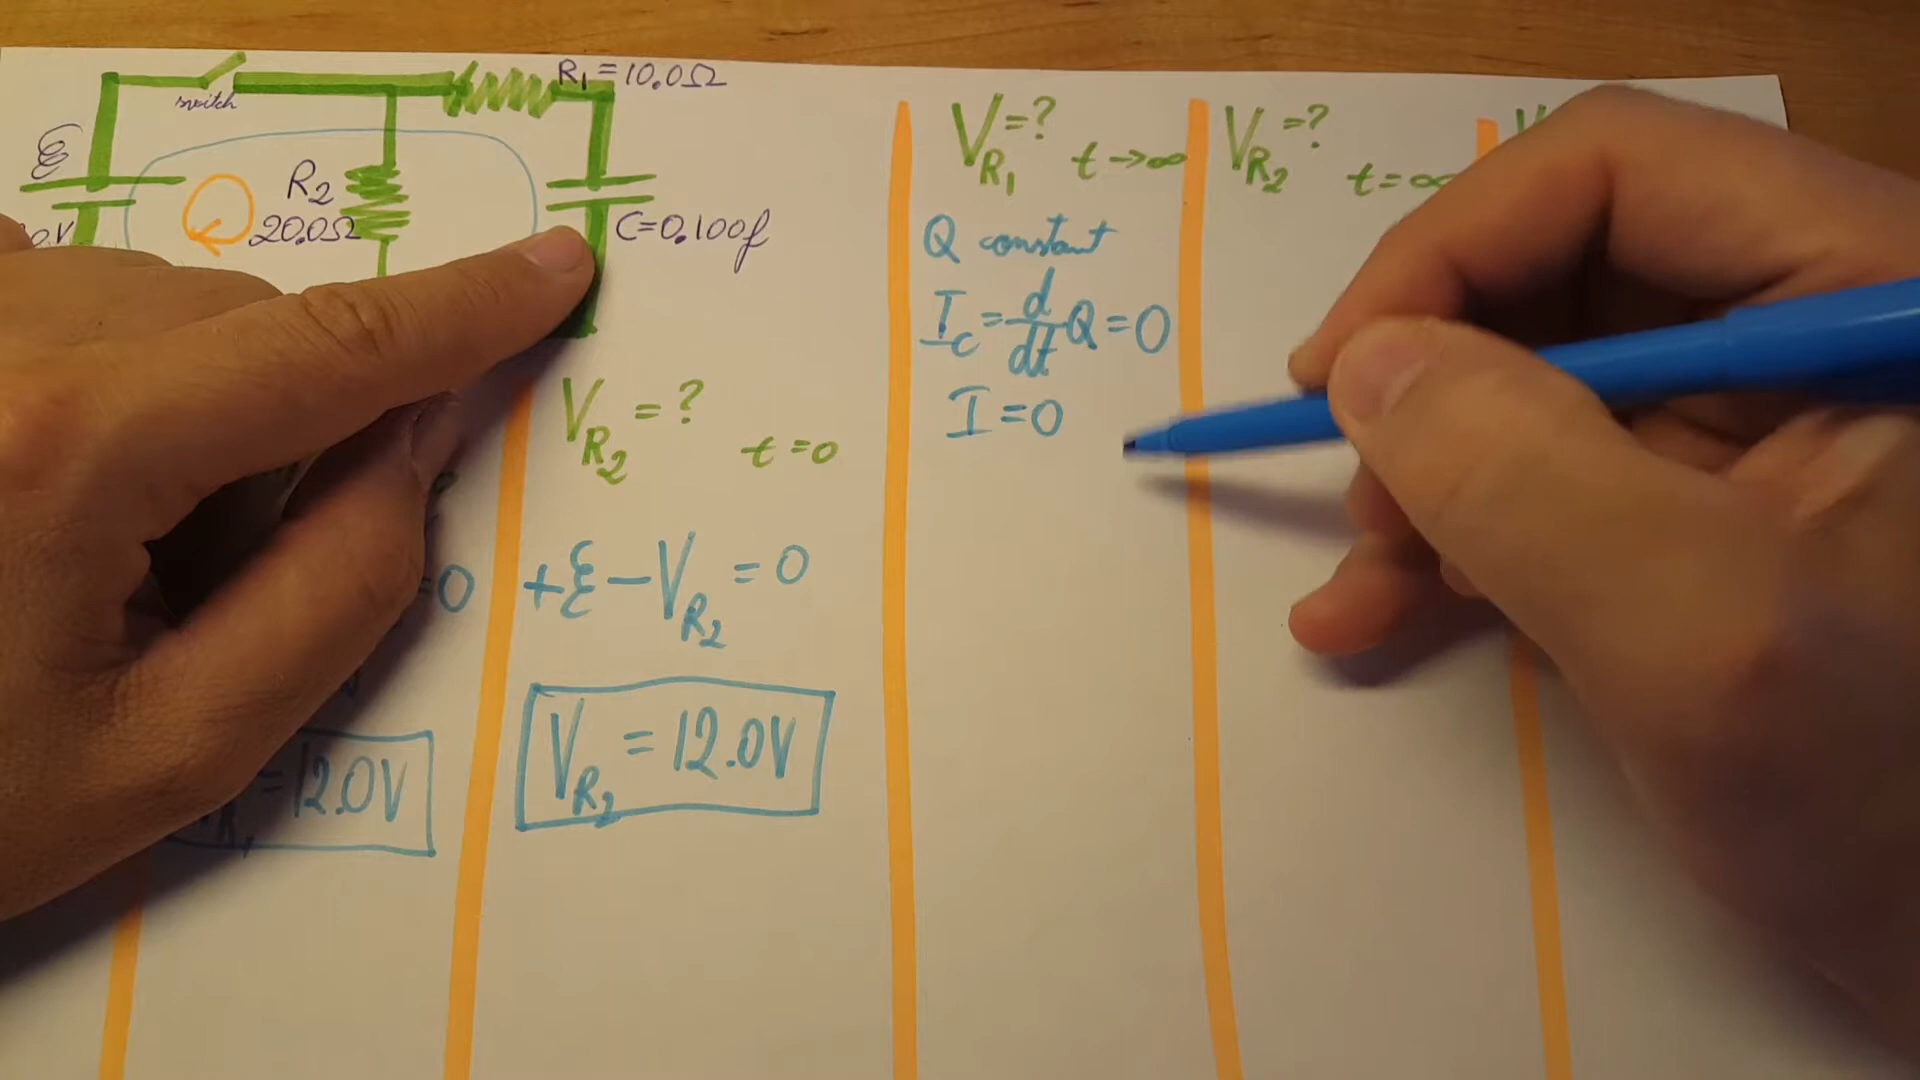 switch
R₁=10.0Ω
ℰ
R₂
20.0Ω
C=0.100f
V_R₂ = ?
t=0
=0
+ℰ-V_R₂ = 0
=12.0V
V_R₂ = 12.0V
V_R₁=?
t→∞
Q constant
I_C=d/dt Q=0
I=0
V_R₂=?
t=∞